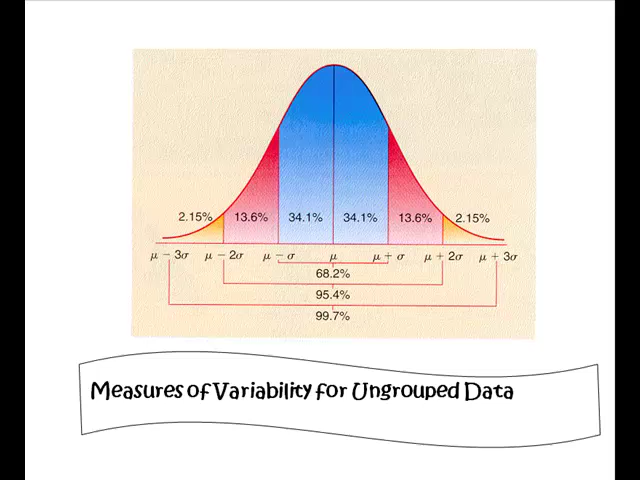 2.15% 13.6% 34.1% 34.1% 13.6% 2.15%
μ − 3σ μ − 2σ μ − σ μ μ + σ μ + 2σ μ + 3σ
68.2%
95.4%
99.7%
Measures of Variability for Ungrouped Data